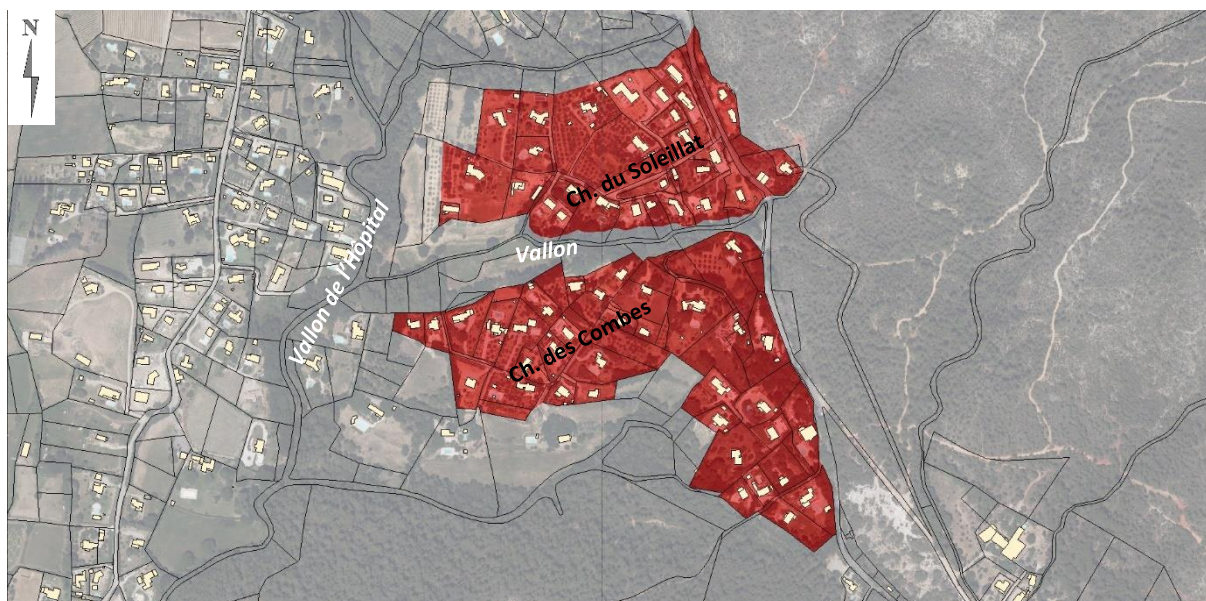 N
Ch. du Soleillat
Vallon
Vallon de l'Hôpital
Ch. des Combes